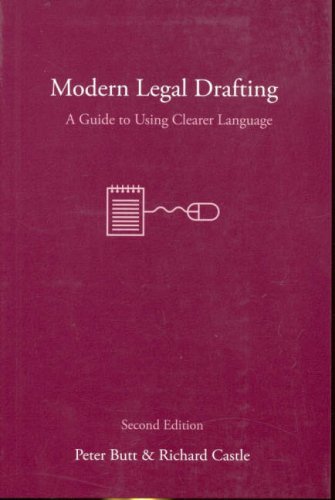 Modern Legal Drafting
A Guide to Using Clearer Language
Second Edition
Peter Butt & Richard Castle